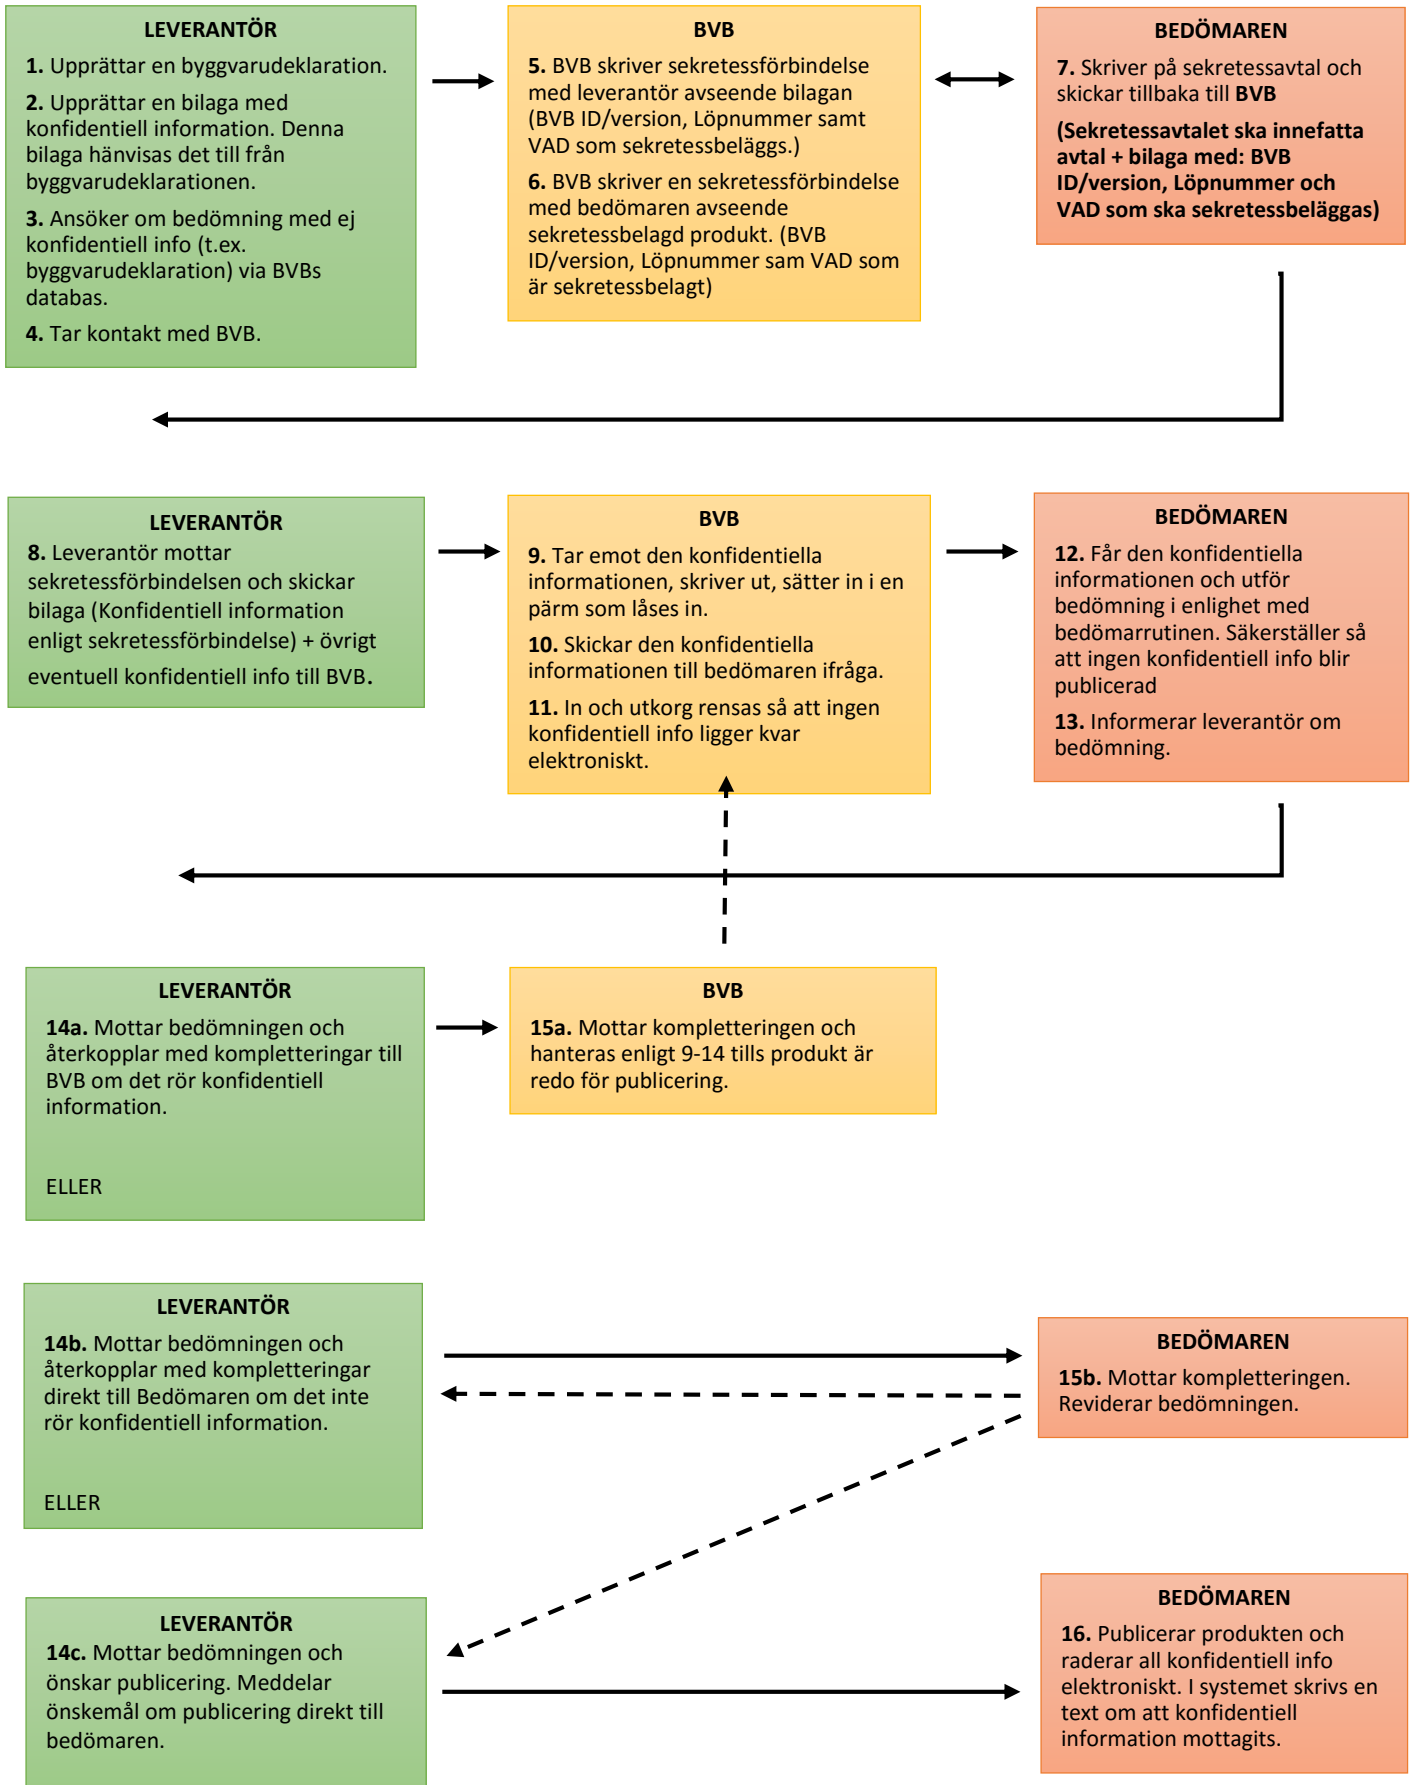 LEVERANTÖR
1. Upprättar en byggvarudeklaration.
2. Upprättar en bilaga med
konfidentiell information. Denna
bilaga hänvisas det till från
byggvarudeklarationen.
3. Ansöker om bedömning med ej
konfidentiell info (t.ex.
byggvarudeklaration) via BVBs
databas.
4. Tar kontakt med BVB.
BVB
5. BVB skriver sekretessförbindelse
med leverantör avseende bilagan
(BVB ID/version, Löpnummer samt
VAD som sekretessbeläggs.)
6. BVB skriver en sekretessförbindelse
med bedömaren avseende
sekretessbelagd produkt. (BVB
ID/version, Löpnummer sam VAD som
är sekretessbelagt)
BEDÖMAREN
7. Skriver på sekretessavtal och
skickar tillbaka till BVB
(Sekretessavtalet ska innefatta
avtal + bilaga med: BVB
ID/version, Löpnummer och
VAD som ska sekretessbeläggas)
LEVERANTÖR
8. Leverantör mottar
sekretessförbindelsen och skickar
bilaga (Konfidentiell information
enligt sekretessförbindelse) + övrigt
eventuell konfidentiell info till BVB.
BVB
9. Tar emot den konfidentiella
informationen, skriver ut, sätter in i en
pärm som låses in.
10. Skickar den konfidentiella
informationen till bedömaren ifråga.
11. In och utkorg rensas så att ingen
konfidentiell info ligger kvar
elektroniskt.
BEDÖMAREN
12. Får den konfidentiella
informationen och utför
bedömning i enlighet med
bedömarrutinen. Säkerställer så
att ingen konfidentiell info blir
publicerad
13. Informerar leverantör om
bedömning.
LEVERANTÖR
14a. Mottar bedömningen och
återkopplar med kompletteringar till
BVB om det rör konfidentiell
information.
ELLER
BVB
15a. Mottar kompletteringen och
hanteras enligt 9-14 tills produkt är
redo för publicering.
LEVERANTÖR
14b. Mottar bedömningen och
återkopplar med kompletteringar
direkt till Bedömaren om det inte
rör konfidentiell information.
ELLER
BEDÖMAREN
15b. Mottar kompletteringen.
Reviderar bedömningen.
LEVERANTÖR
14c. Mottar bedömningen och
önskar publicering. Meddelar
önskemål om publicering direkt till
bedömaren.
BEDÖMAREN
16. Publicerar produkten och
raderar all konfidentiell info
elektroniskt. I systemet skrivs en
text om att konfidentiell
information mottagits.